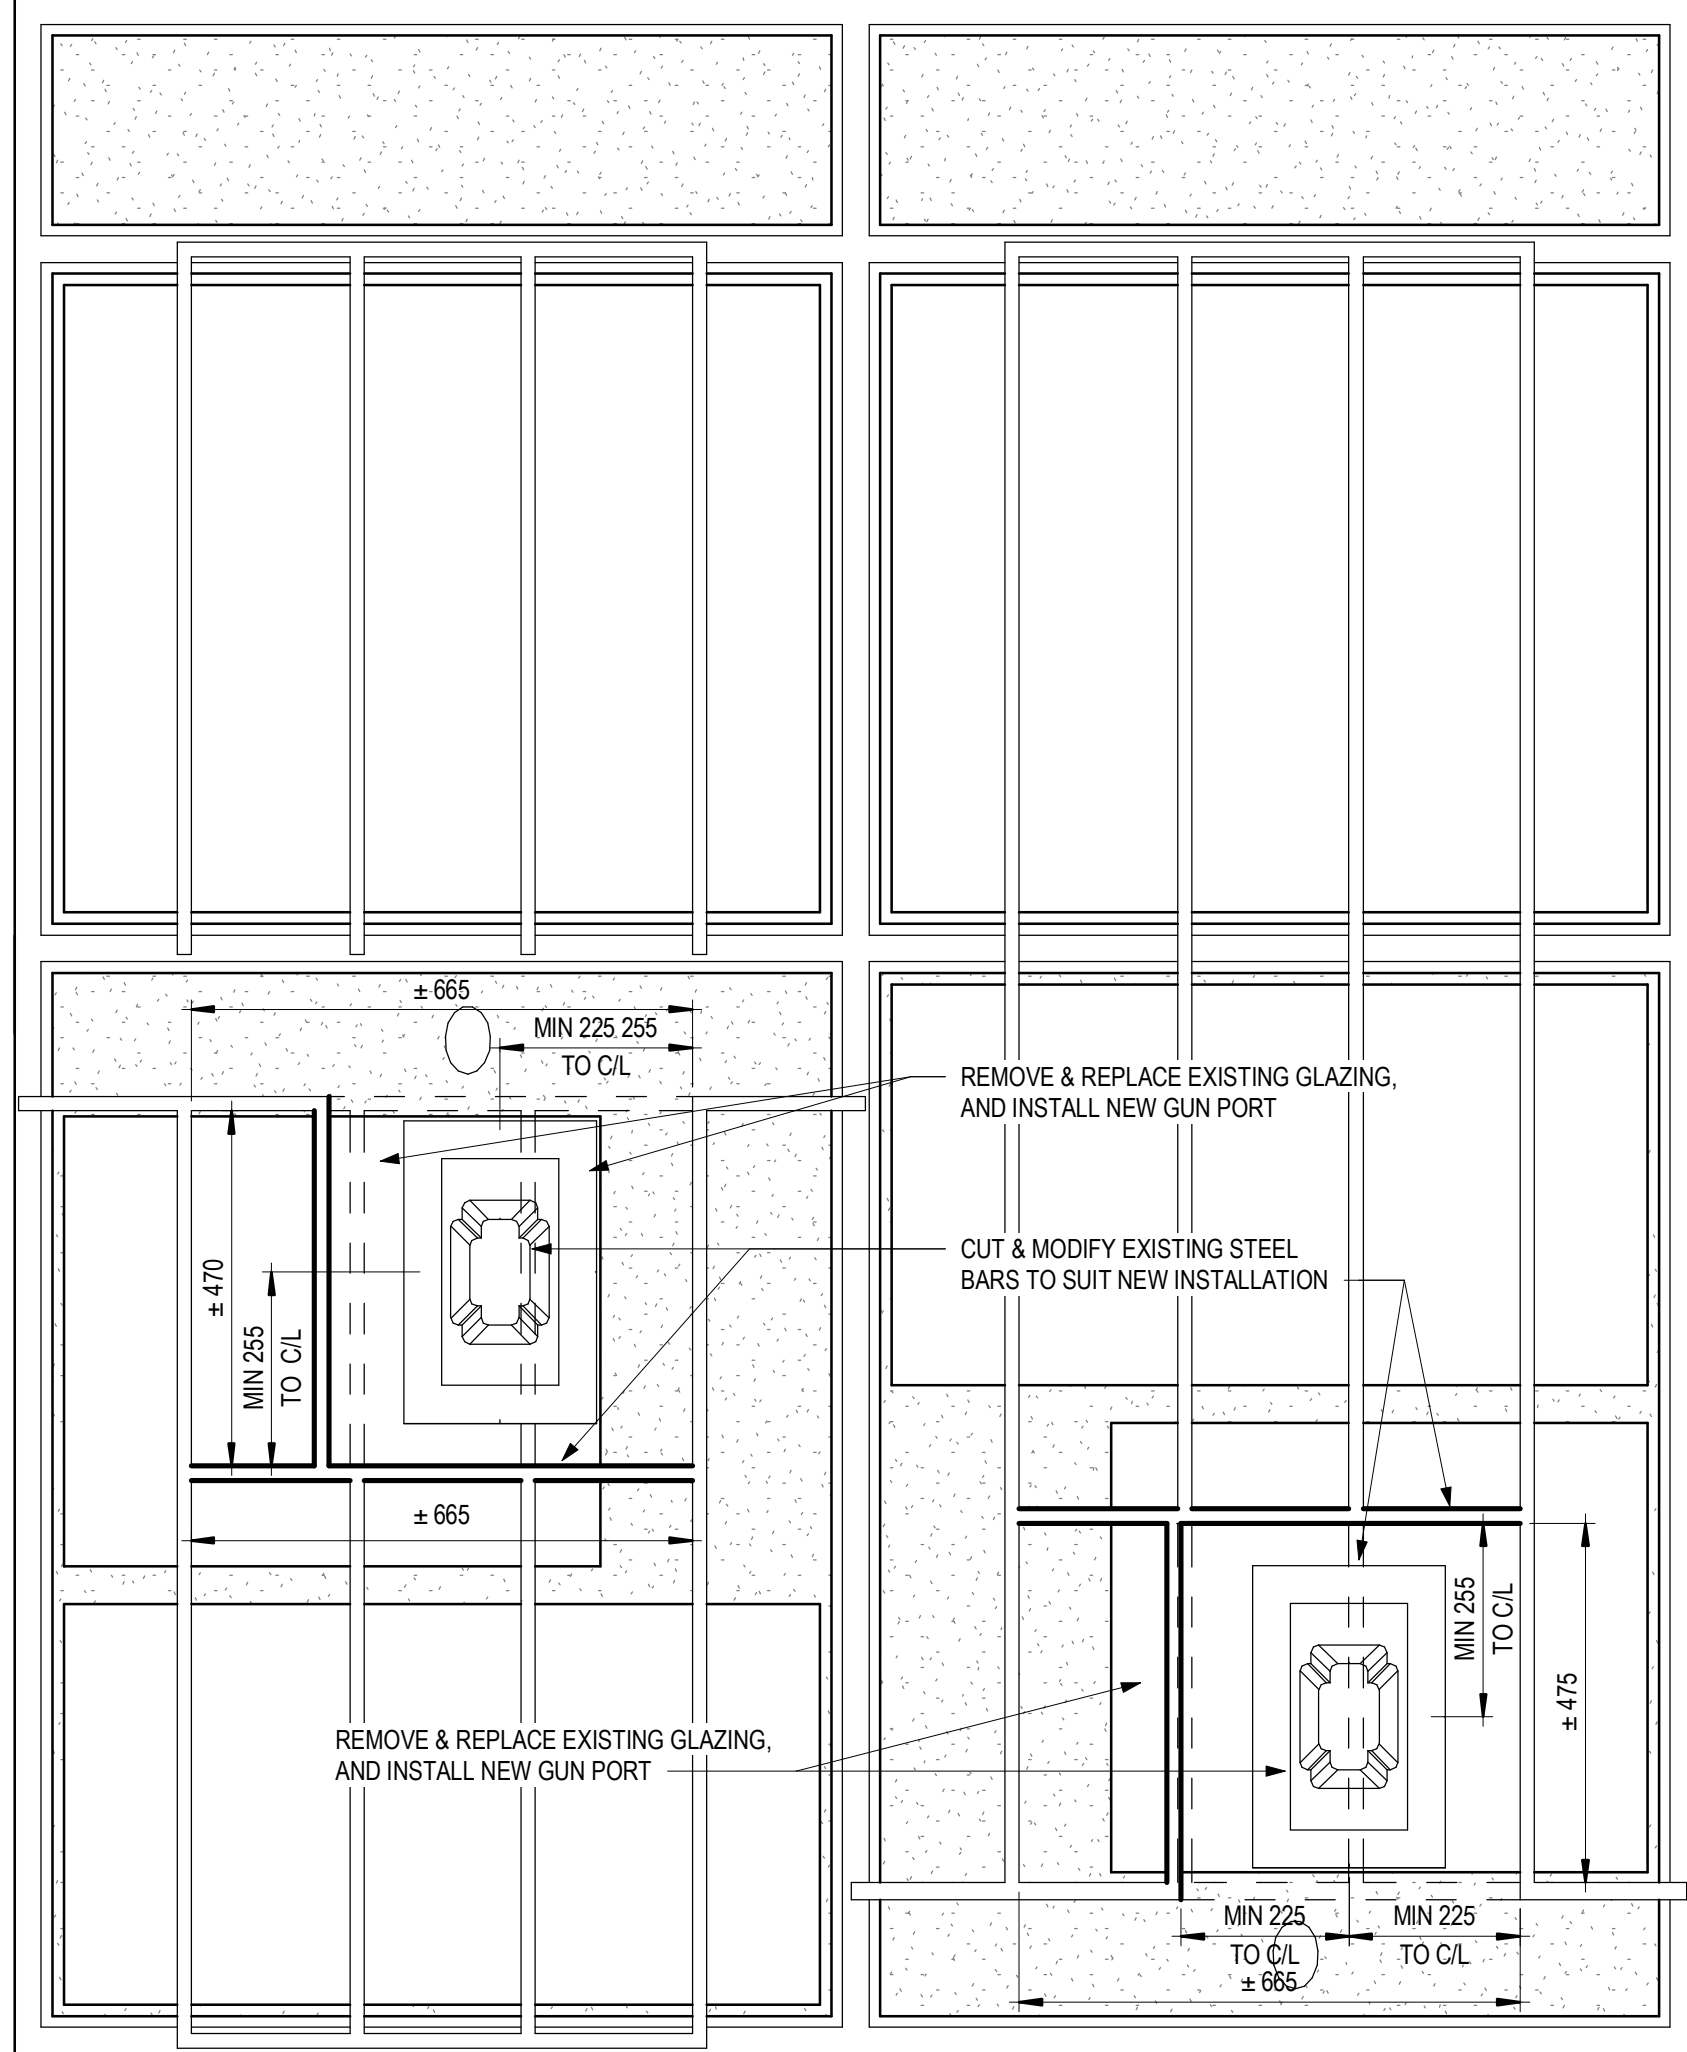 ± 665
MIN 225 255
TO C/L
REMOVE & REPLACE EXISTING GLAZING,
AND INSTALL NEW GUN PORT
CUT & MODIFY EXISTING STEEL
BARS TO SUIT NEW INSTALLATION
± 470
MIN 255
TO C/L
± 665
MIN 255
TO C/L
± 475
REMOVE & REPLACE EXISTING GLAZING,
AND INSTALL NEW GUN PORT
MIN 225
TO C/L
MIN 225
TO C/L
± 665